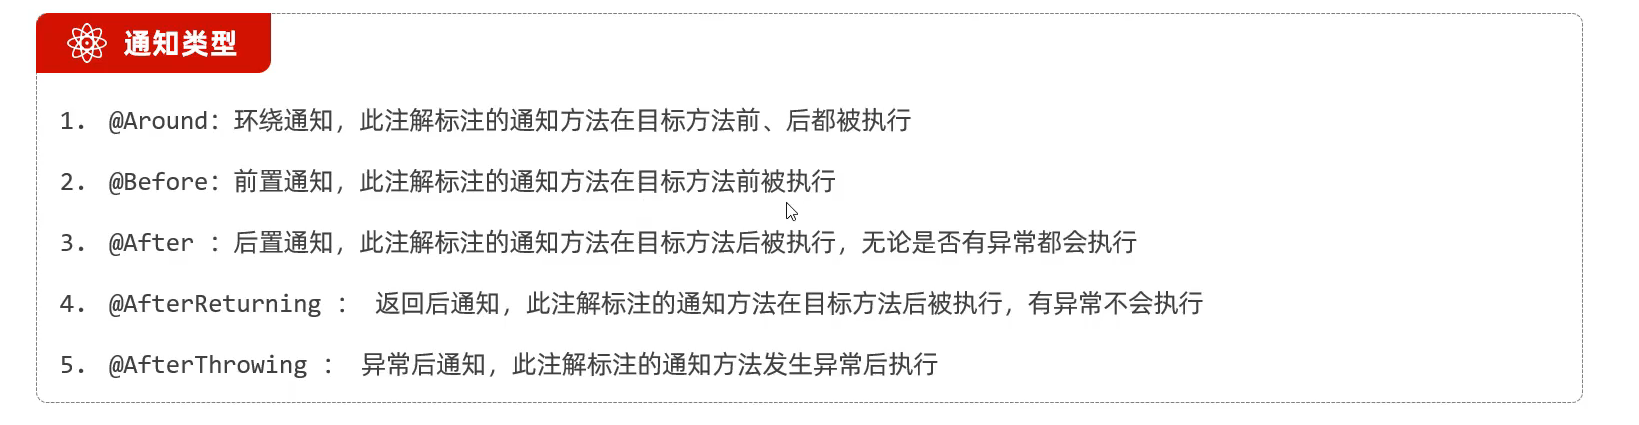 通知类型
1. @Around：环绕通知，此注解标注的通知方法在目标方法前、后都被执行
2. @Before：前置通知，此注解标注的通知方法在目标方法前被执行
3. @After ：后置通知，此注解标注的通知方法在目标方法后被执行，无论是否有异常都会执行
4. @AfterReturning ： 返回后通知，此注解标注的通知方法在目标方法后被执行，有异常不会执行
5. @AfterThrowing ： 异常后通知，此注解标注的通知方法发生异常后执行